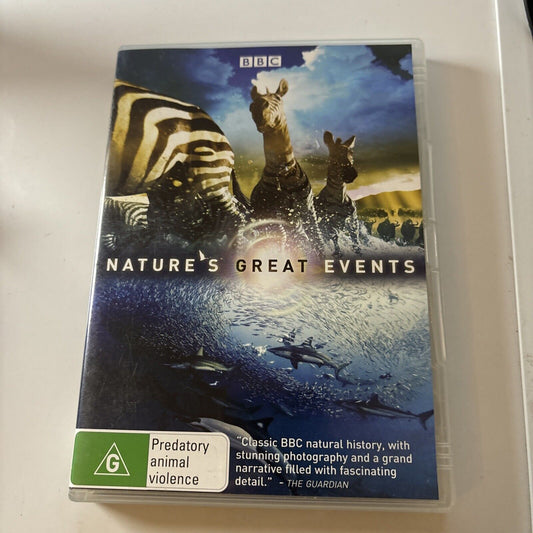 BBC
NATURE'S GREAT EVENTS
G
Predatory
animal
violence
"Classic BBC natural history, with
stunning photography and a grand
narrative filled with fascinating
detail." - THE GUARDIAN